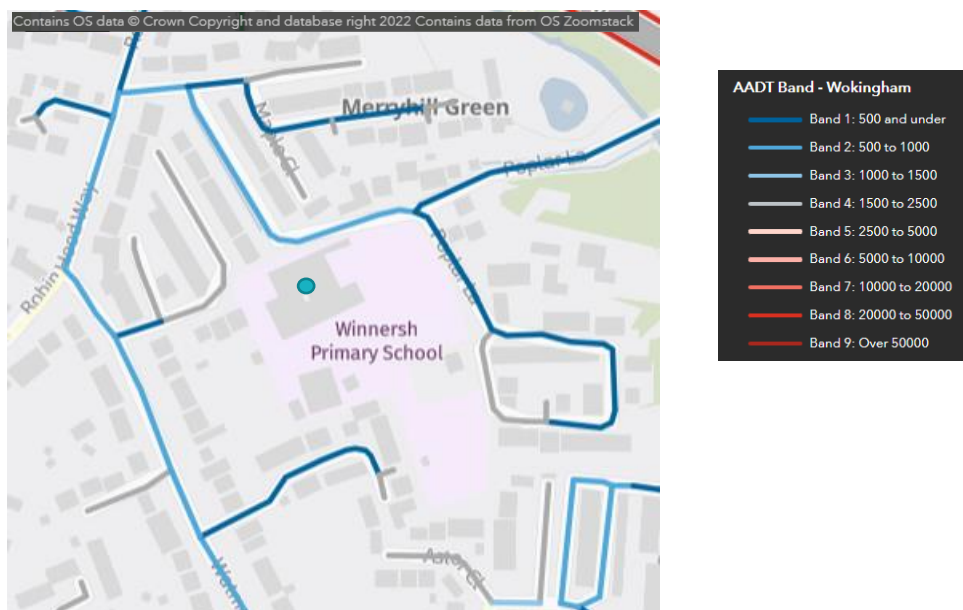 Contains OS data © Crown Copyright and database right 2022 Contains data from OS Zoomstack
Merryhill Green
Maple Cl
Poplar La
Robin Hood Way
Poplar La
Winnersh
Primary School
Astor Cl
AADT Band - Wokingham
Band 1: 500 and under
Band 2: 500 to 1000
Band 3: 1000 to 1500
Band 4: 1500 to 2500
Band 5: 2500 to 5000
Band 6: 5000 to 10000
Band 7: 10000 to 20000
Band 8: 20000 to 50000
Band 9: Over 50000